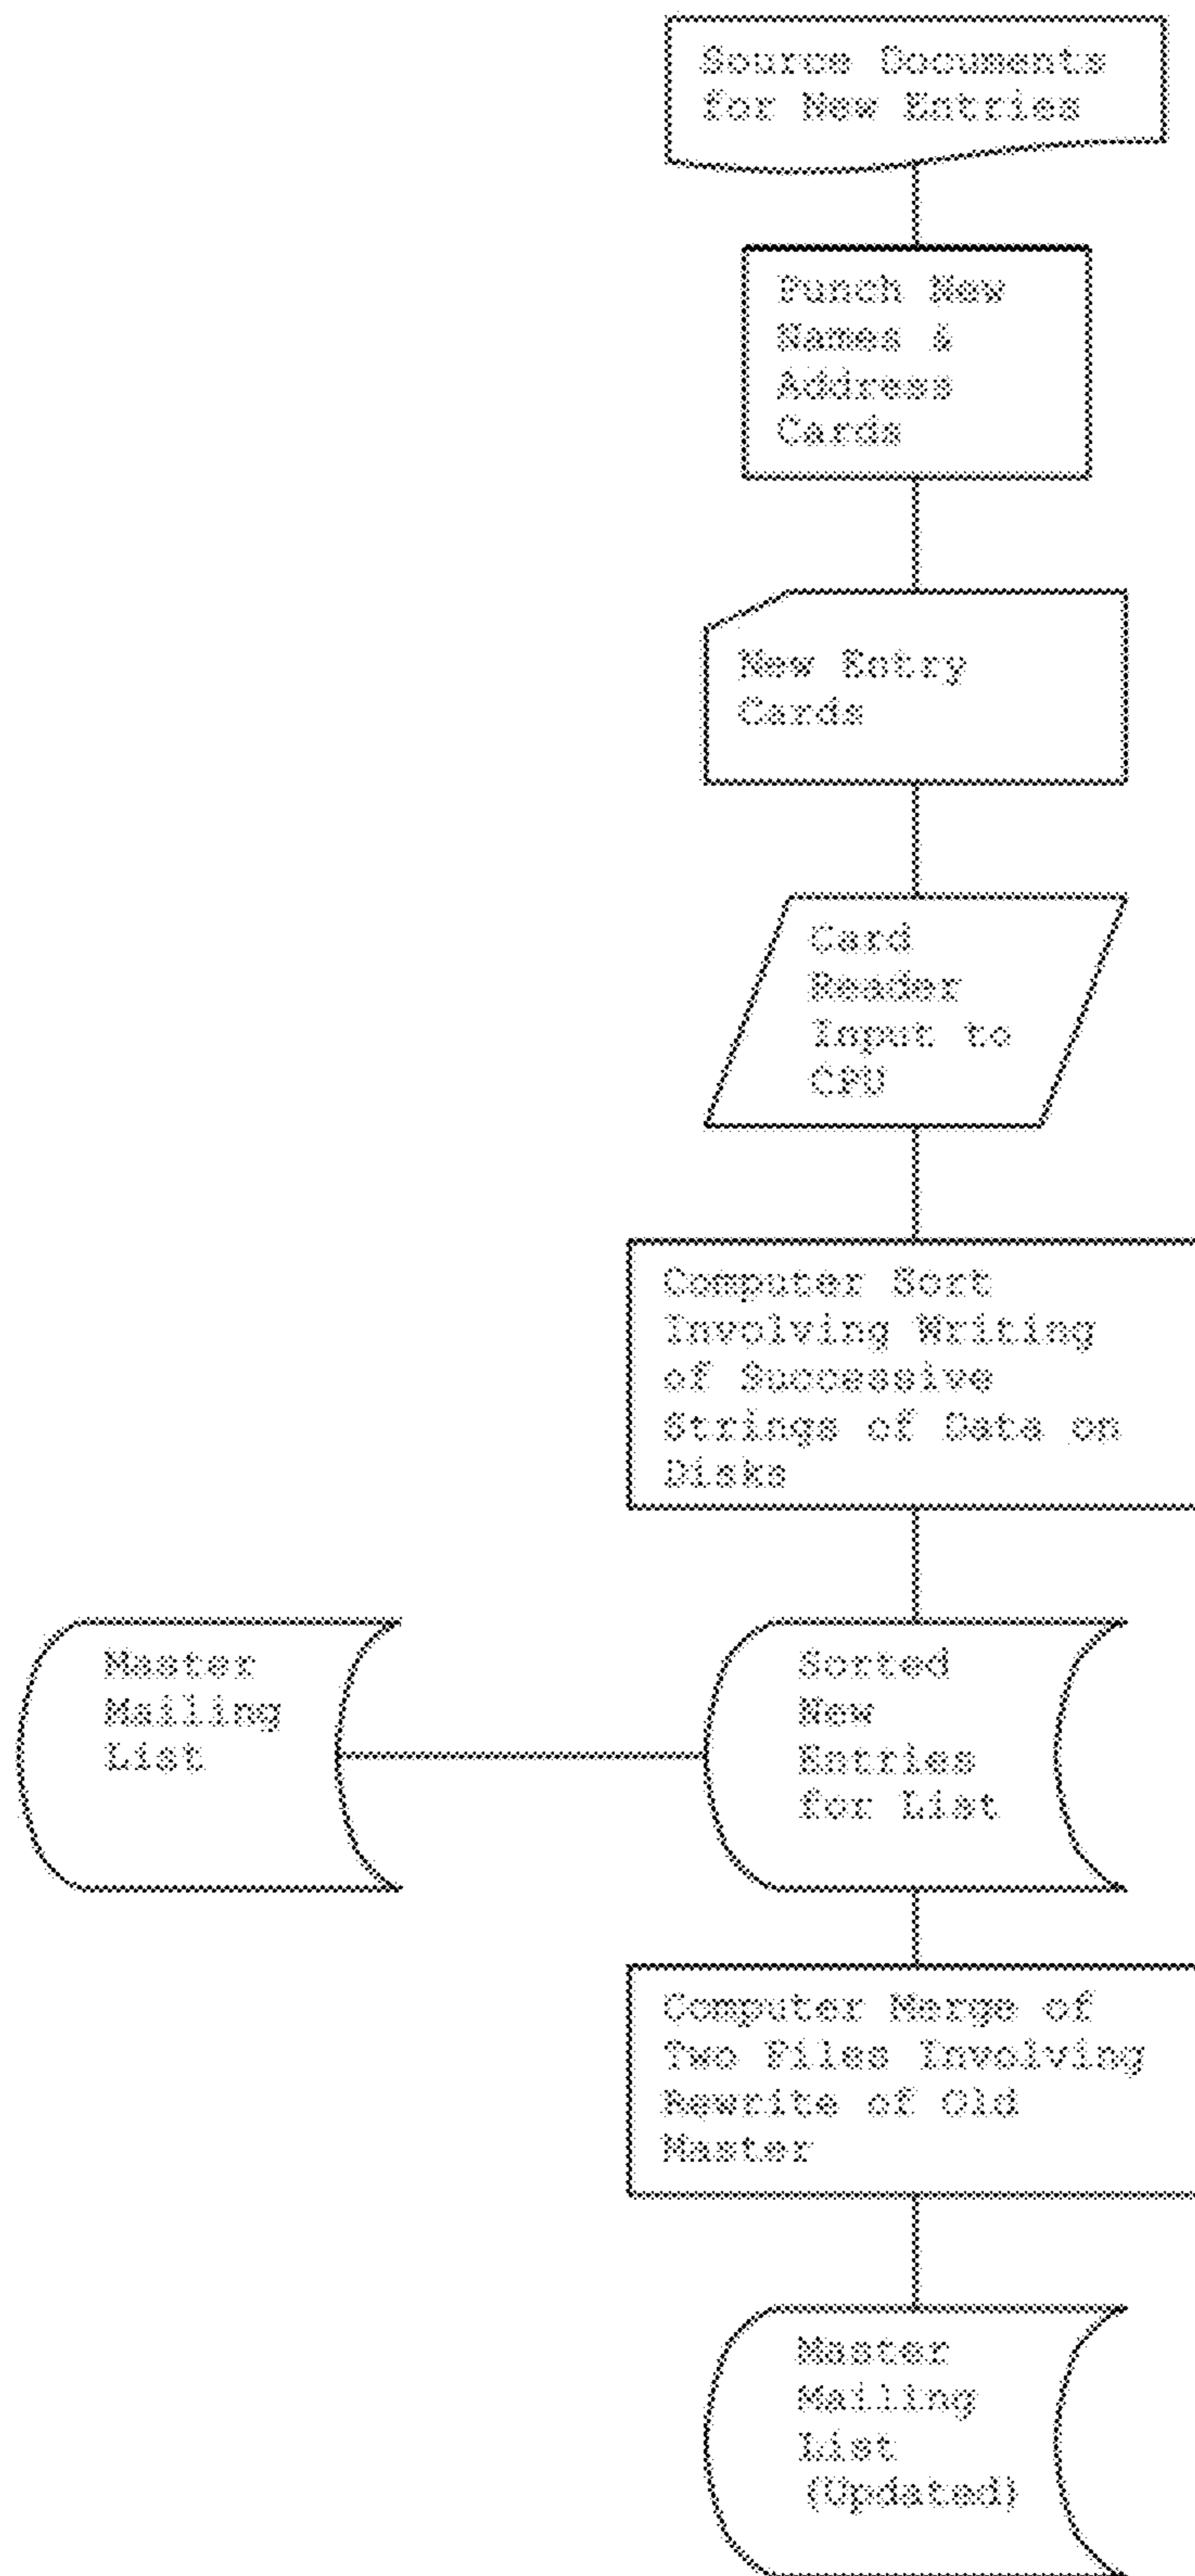 Source Documents
for New Entries
Punch New
Names &
Address
Cards
New Entry
Cards
Card
Reader
Input to
CPU
Computer Sort
Involving Writing
of Successive
Strings of Data on
Disks
Master
Mailing
List
Sorted
New
Entries
for List
Computer Merge of
Two Files Involving
Rewrite of Old
Master
Master
Mailing
List
(Updated)